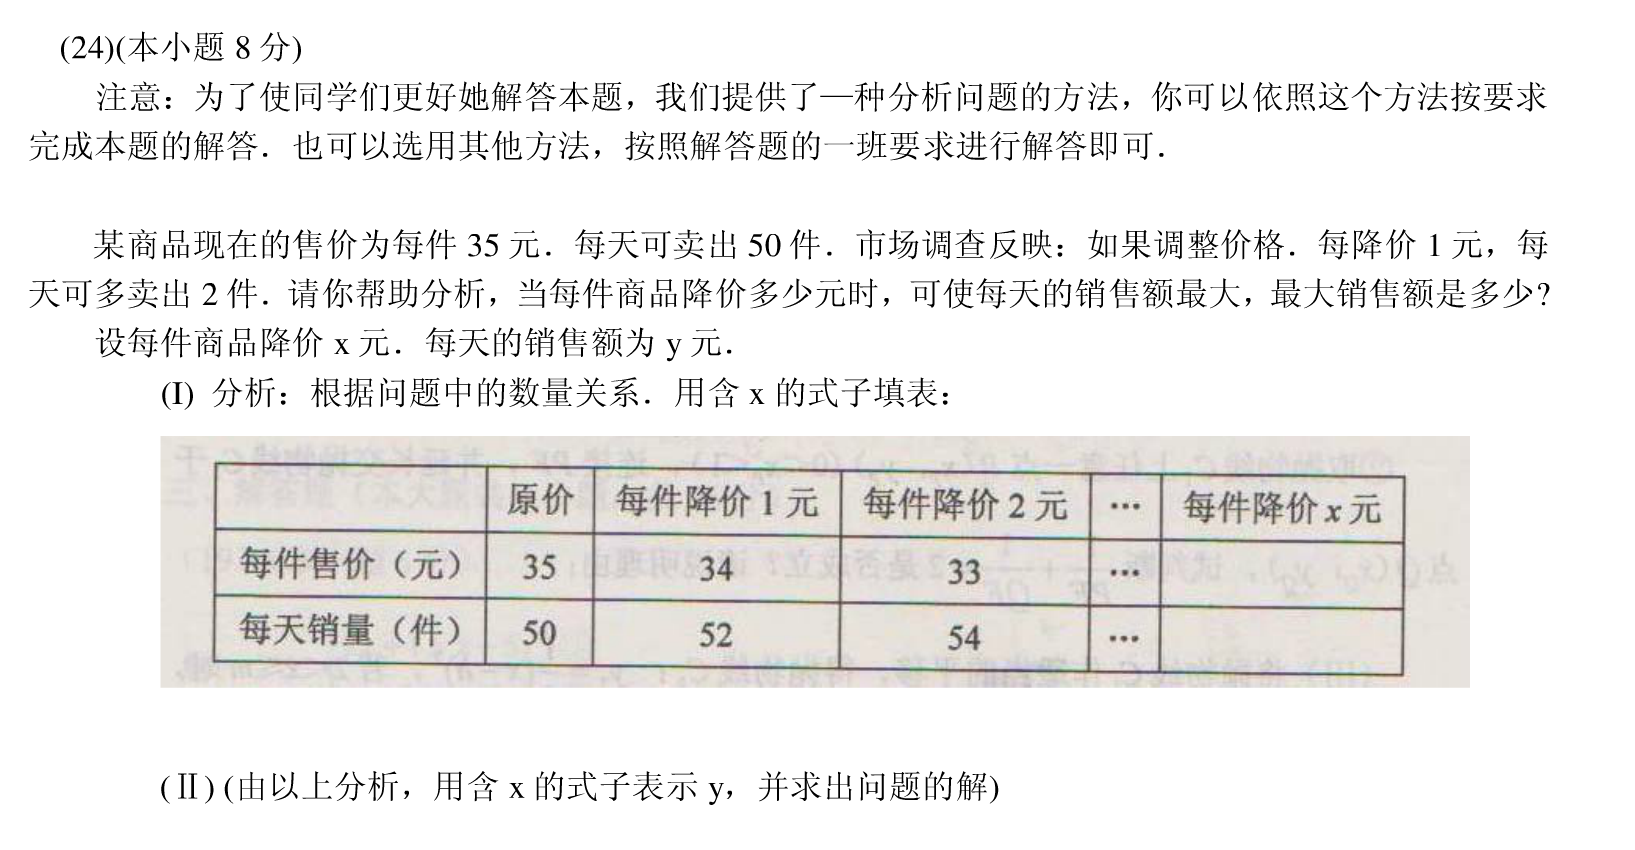 (24)(本小题 8 分)
注意：为了使同学们更好她解答本题，我们提供了—种分析问题的方法，你可以依照这个方法按要求
完成本题的解答．也可以选用其他方法，按照解答题的一班要求进行解答即可．
某商品现在的售价为每件 35 元．每天可卖出 50 件．市场调查反映：如果调整价格．每降价 1 元，每
天可多卖出 2 件．请你帮助分析，当每件商品降价多少元时，可使每天的销售额最大，最大销售额是多少?
设每件商品降价 x 元．每天的销售额为 y 元．
(I) 分析：根据问题中的数量关系．用含 x 的式子填表：
原价 每件降价 1 元 每件降价 2 元 … 每件降价 x 元
每件售价（元） 35 34 33 …
每天销量（件） 50 52 54 …
(Ⅱ) (由以上分析，用含 x 的式子表示 y，并求出问题的解)